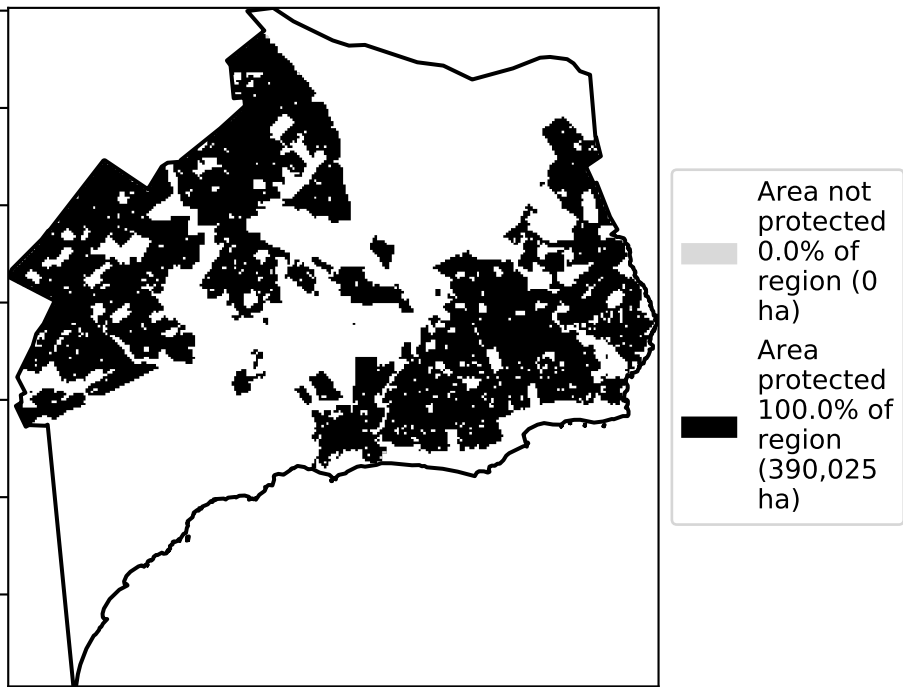 Area not
protected
0.0% of
region (0
ha)
Area
protected
100.0% of
region
(390,025
ha)